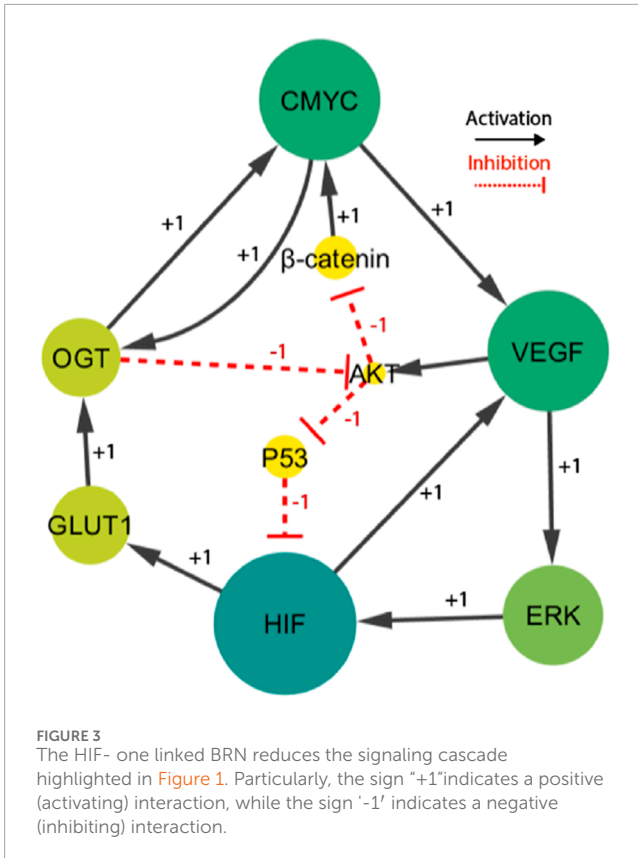 CMYC
Activation
Inhibition
+1
+1
+1
+1
β-catenin
-1
OGT
-1
AKT
VEGF
-1
P53
+1
+1
-1
+1
GLUT1
+1
+1
HIF
ERK
FIGURE 3
The HIF- one linked BRN reduces the signaling cascade
highlighted in Figure 1. Particularly, the sign “+1”indicates a positive
(activating) interaction, while the sign '-1′ indicates a negative
(inhibiting) interaction.